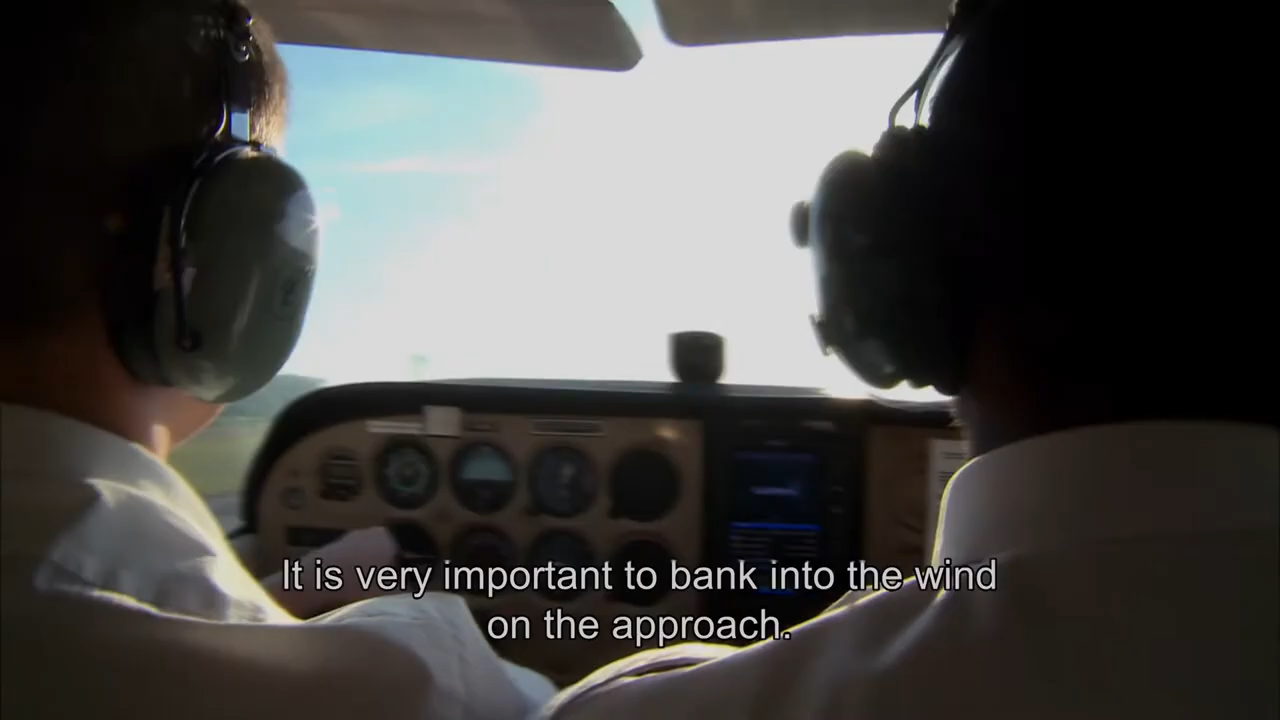 It is very important to bank into the wind
on the approach.